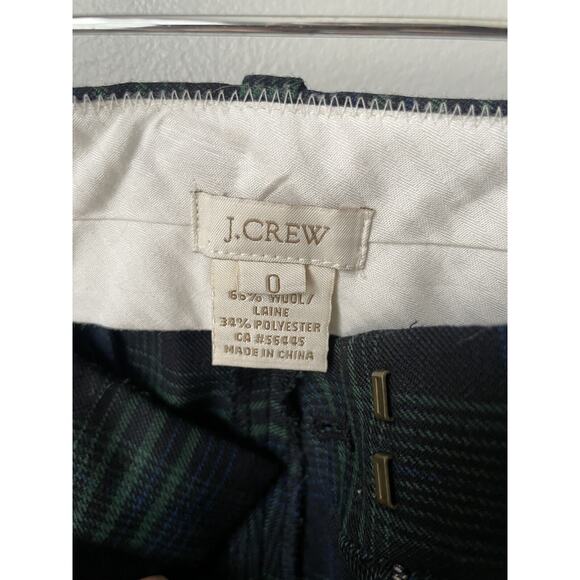 J.CREW
0
66% WOOL/
LAINE
34% POLYESTER
CA #56445
MADE IN CHINA